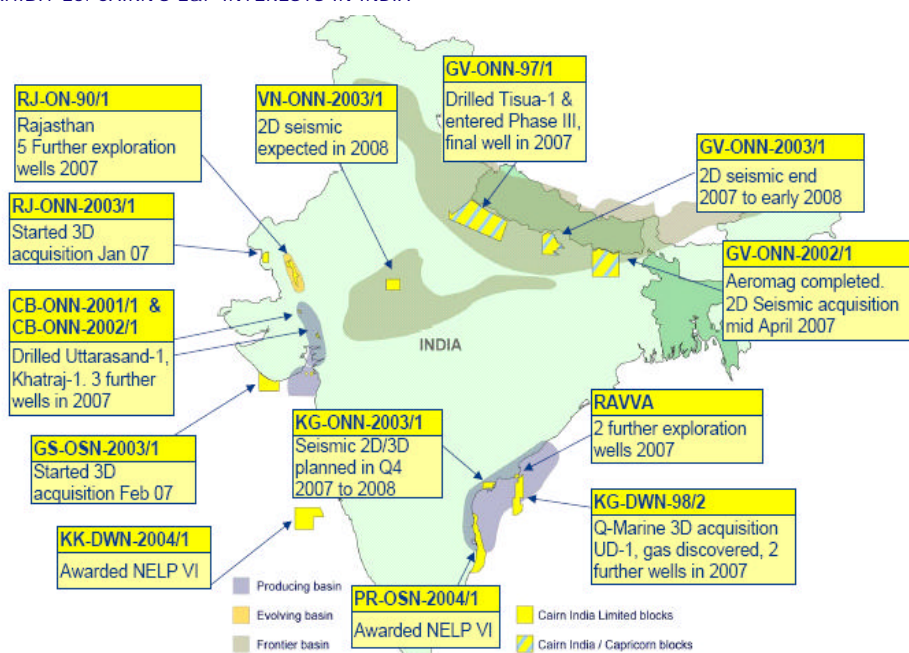 GV-ONN-97/1
Drilled Tisua-1 &
entered Phase III,
final well in 2007
RJ-ON-90/1
Rajasthan
5 Further exploration
wells 2007
VN-ONN-2003/1
2D seismic
expected in 2008
GV-ONN-2003/1
2D seismic end
2007 to early 2008
RJ-ONN-2003/1
Started 3D
acquisition Jan 07
GV-ONN-2002/1
Aeromag completed.
2D Seismic acquisition
mid April 2007
CB-ONN-2001/1 &
CB-ONN-2002/1
Drilled Uttarasand-1,
Khatraj-1. 3 further
wells in 2007
INDIA
RAVVA
2 further exploration
wells 2007
KG-ONN-2003/1
Seismic 2D/3D
planned in Q4
2007 to 2008
GS-OSN-2003/1
Started 3D
acquisition Feb 07
KG-DWN-98/2
Q-Marine 3D acquisition
UD-1, gas discovered, 2
further wells in 2007
KK-DWN-2004/1
Awarded NELP VI
PR-OSN-2004/1
Awarded NELP VI
Producing basin
Evolving basin
Frontier basin
Cairn India Limited blocks
Cairn India / Capricorn blocks